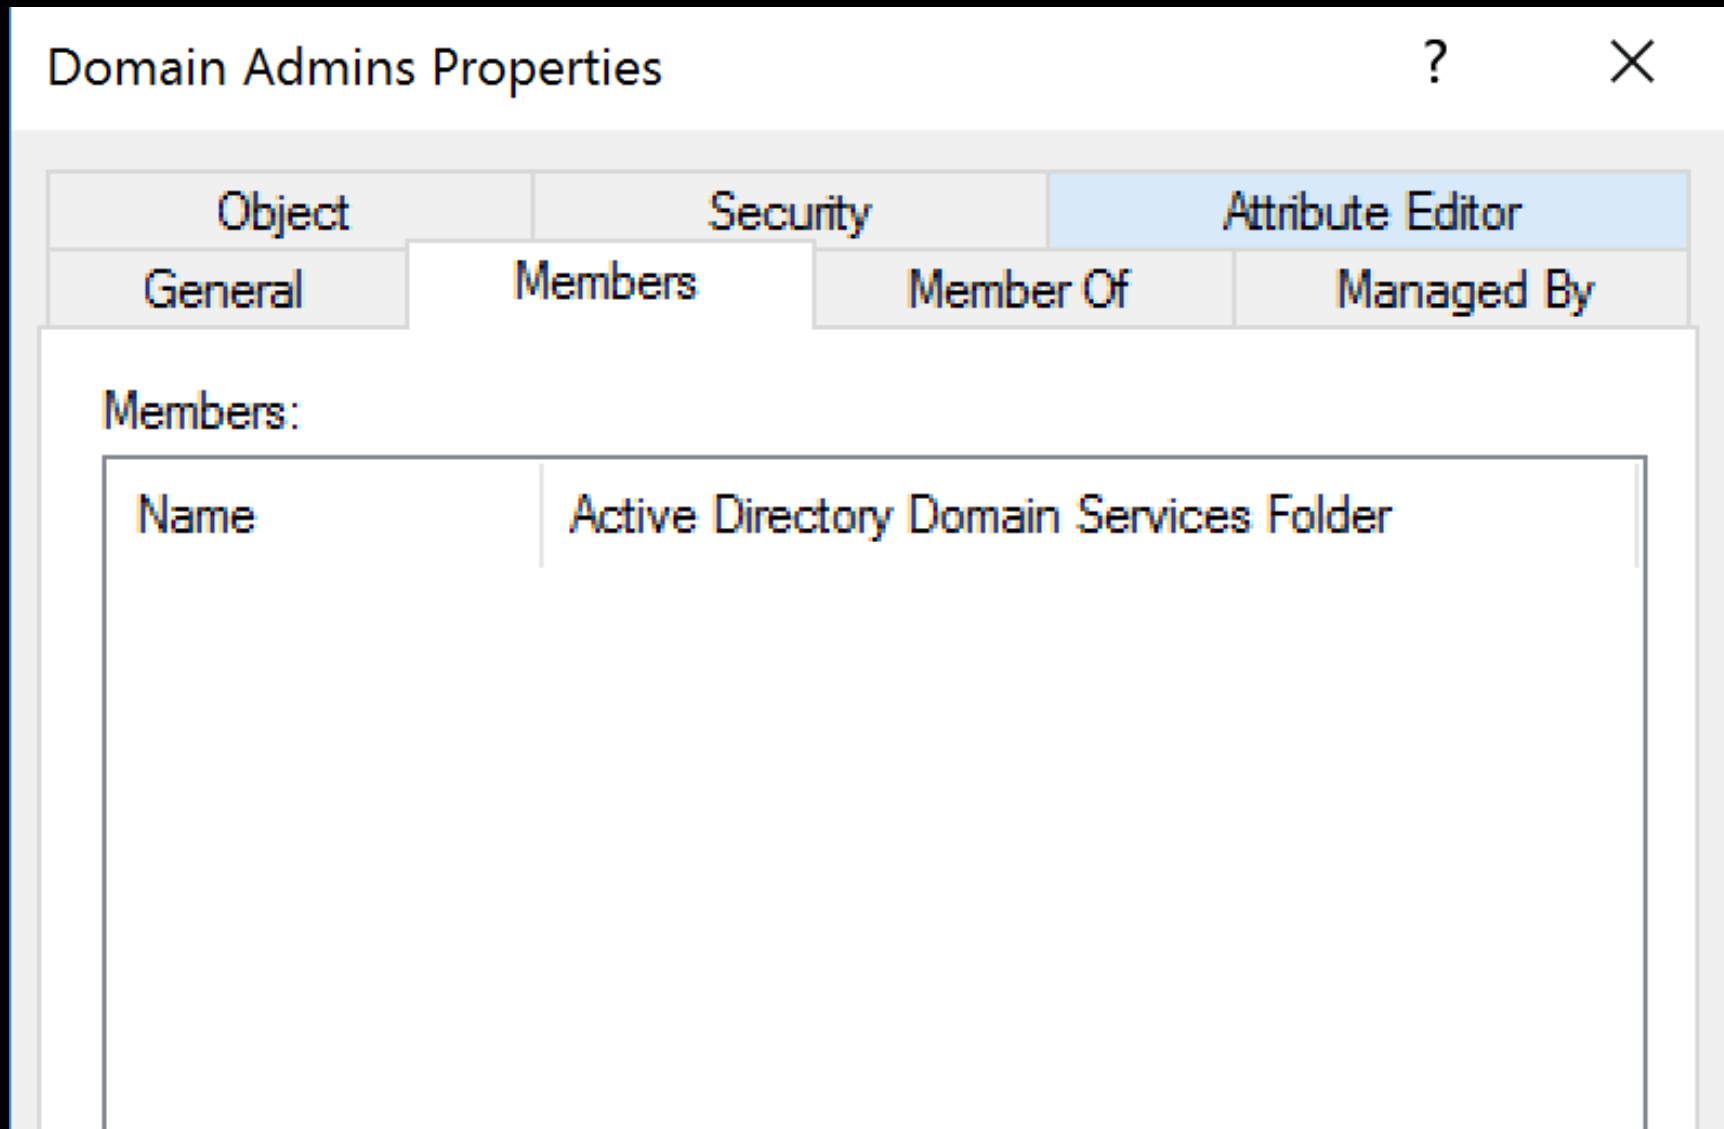 Domain Admins Properties ?
Object Security Attribute Editor
General Members Member Of Managed By
Members:
Name Active Directory Domain Services Folder